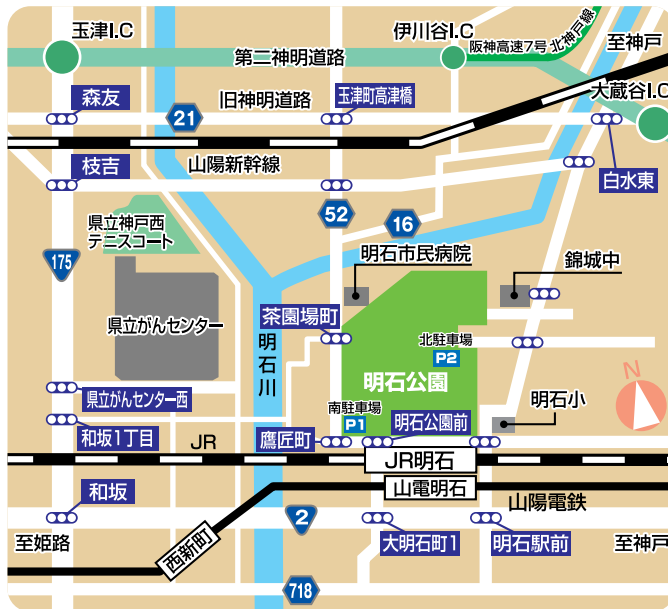 玉津I.C
伊川谷I.C
阪神高速7号 北神戸線
至神戸
第二神明道路
大蔵谷I.C
森友
旧神明道路
玉津町高津橋
21
山陽新幹線
枝吉
白水東
52
16
県立神戸西
テニスコート
明石市民病院
錦城中
175
県立がんセンター
茶園場町
明石川
北駐車場
P2
明石公園
県立がんセンター西
南駐車場
明石小
N
和坂1丁目
JR
鷹匠町
P1
明石公園前
JR明石
山電明石
和坂
山陽電鉄
2
至姫路
西新町
大明石町1
明石駅前
至神戸
718